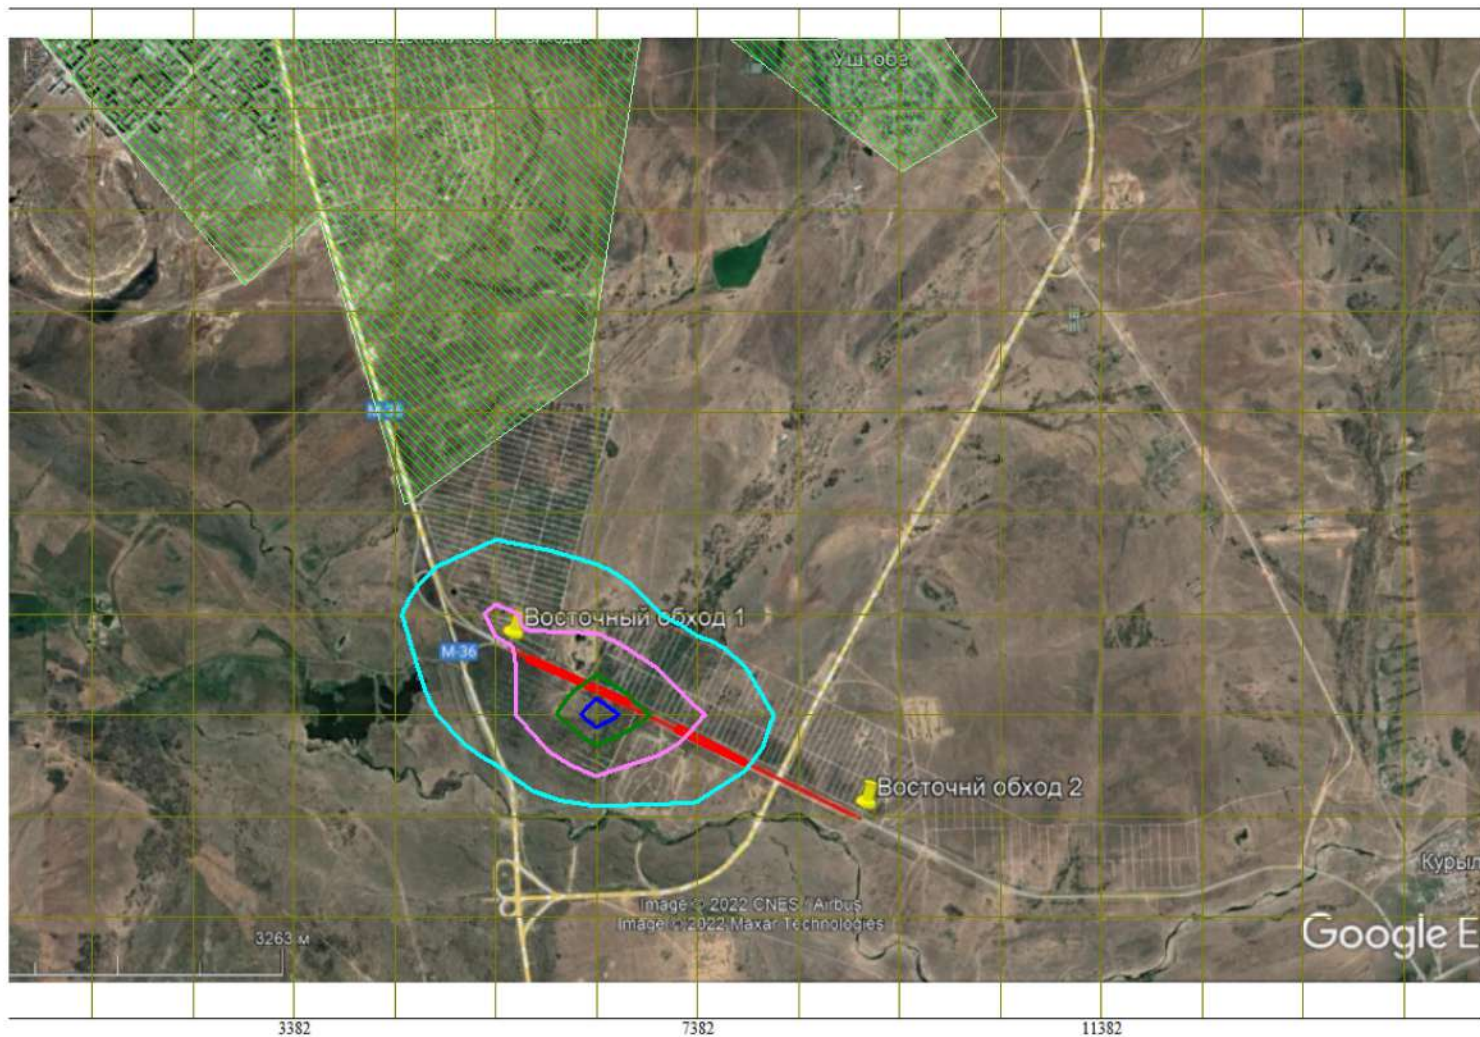 Уштобе
М-36
Восточный обход 1
Восточнй обход 2
Курыл
Image © 2022 CNES / Airbus
Image © 2022 Maxar Technologies
3263 м
Google E
3382
7382
11382